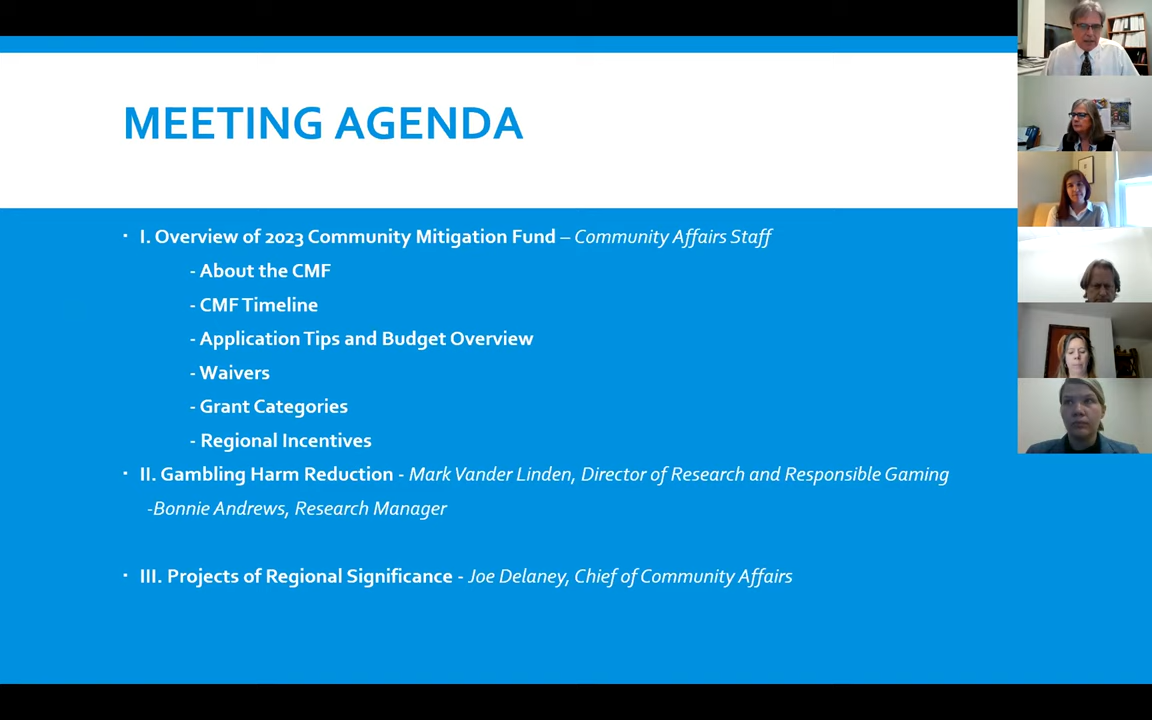 MEETING AGENDA
▪ I. Overview of 2023 Community Mitigation Fund – Community Affairs Staff
- About the CMF
- CMF Timeline
- Application Tips and Budget Overview
- Waivers
- Grant Categories
- Regional Incentives
▪ II. Gambling Harm Reduction - Mark Vander Linden, Director of Research and Responsible Gaming
-Bonnie Andrews, Research Manager
▪ III. Projects of Regional Significance - Joe Delaney, Chief of Community Affairs